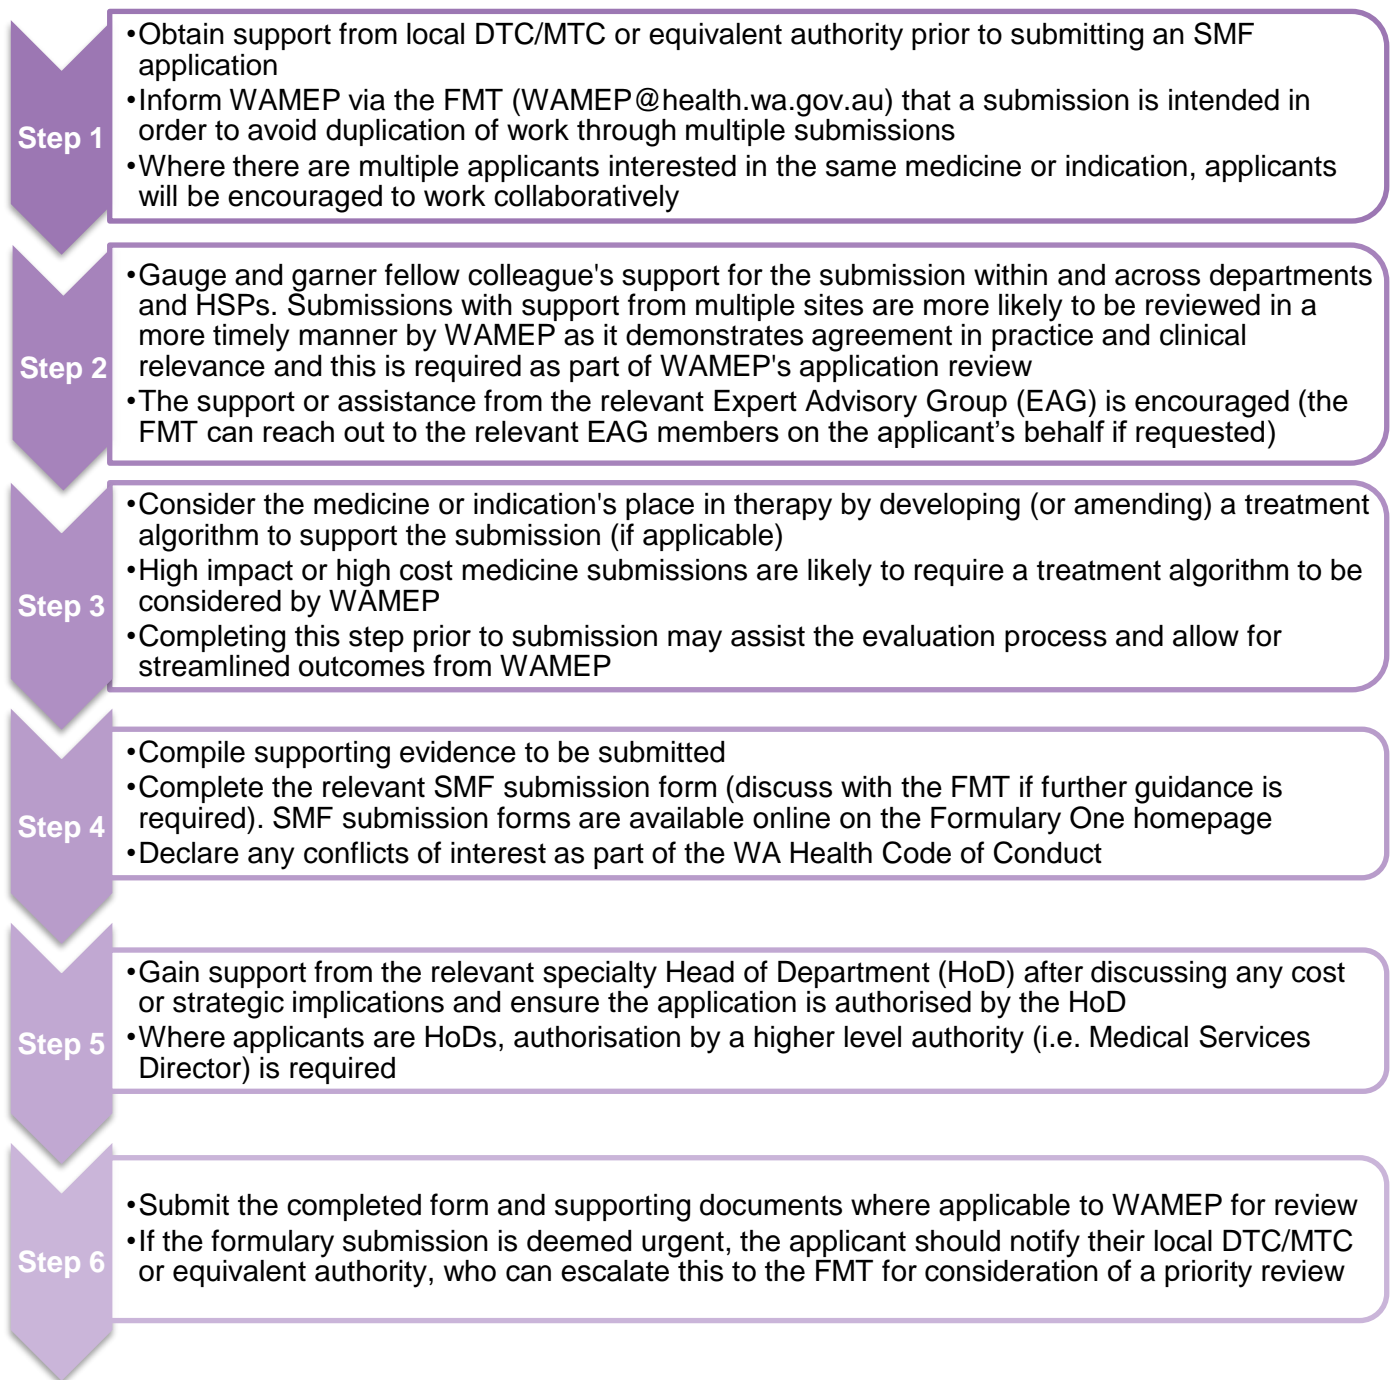 Step 1
•Obtain support from local DTC/MTC or equivalent authority prior to submitting an SMF
application
•Inform WAMEP via the FMT (WAMEP@health.wa.gov.au) that a submission is intended in
order to avoid duplication of work through multiple submissions
•Where there are multiple applicants interested in the same medicine or indication, applicants
will be encouraged to work collaboratively
Step 2
•Gauge and garner fellow colleague's support for the submission within and across departments
and HSPs. Submissions with support from multiple sites are more likely to be reviewed in a
more timely manner by WAMEP as it demonstrates agreement in practice and clinical
relevance and this is required as part of WAMEP's application review
•The support or assistance from the relevant Expert Advisory Group (EAG) is encouraged (the
FMT can reach out to the relevant EAG members on the applicant’s behalf if requested)
Step 3
•Consider the medicine or indication's place in therapy by developing (or amending) a treatment
algorithm to support the submission (if applicable)
•High impact or high cost medicine submissions are likely to require a treatment algorithm to be
considered by WAMEP
•Completing this step prior to submission may assist the evaluation process and allow for
streamlined outcomes from WAMEP
Step 4
•Compile supporting evidence to be submitted
•Complete the relevant SMF submission form (discuss with the FMT if further guidance is
required). SMF submission forms are available online on the Formulary One homepage
•Declare any conflicts of interest as part of the WA Health Code of Conduct
Step 5
•Gain support from the relevant specialty Head of Department (HoD) after discussing any cost
or strategic implications and ensure the application is authorised by the HoD
•Where applicants are HoDs, authorisation by a higher level authority (i.e. Medical Services
Director) is required
Step 6
•Submit the completed form and supporting documents where applicable to WAMEP for review
•If the formulary submission is deemed urgent, the applicant should notify their local DTC/MTC
or equivalent authority, who can escalate this to the FMT for consideration of a priority review